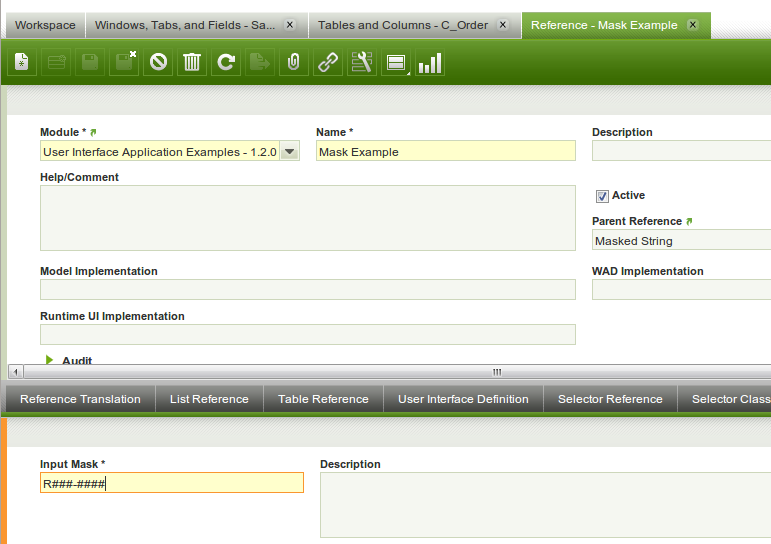 Workspace
Windows, Tabs, and Fields - Sa...
Tables and Columns - C_Order
Reference - Mask Example
Module *
Name *
Description
User Interface Application Examples - 1.2.0
Mask Example
Help/Comment
Active
Parent Reference
Masked String
Model Implementation
WAD Implementation
Runtime UI Implementation
Audit
Reference Translation
List Reference
Table Reference
User Interface Definition
Selector Reference
Selector Class
Input Mask *
Description
R###-####